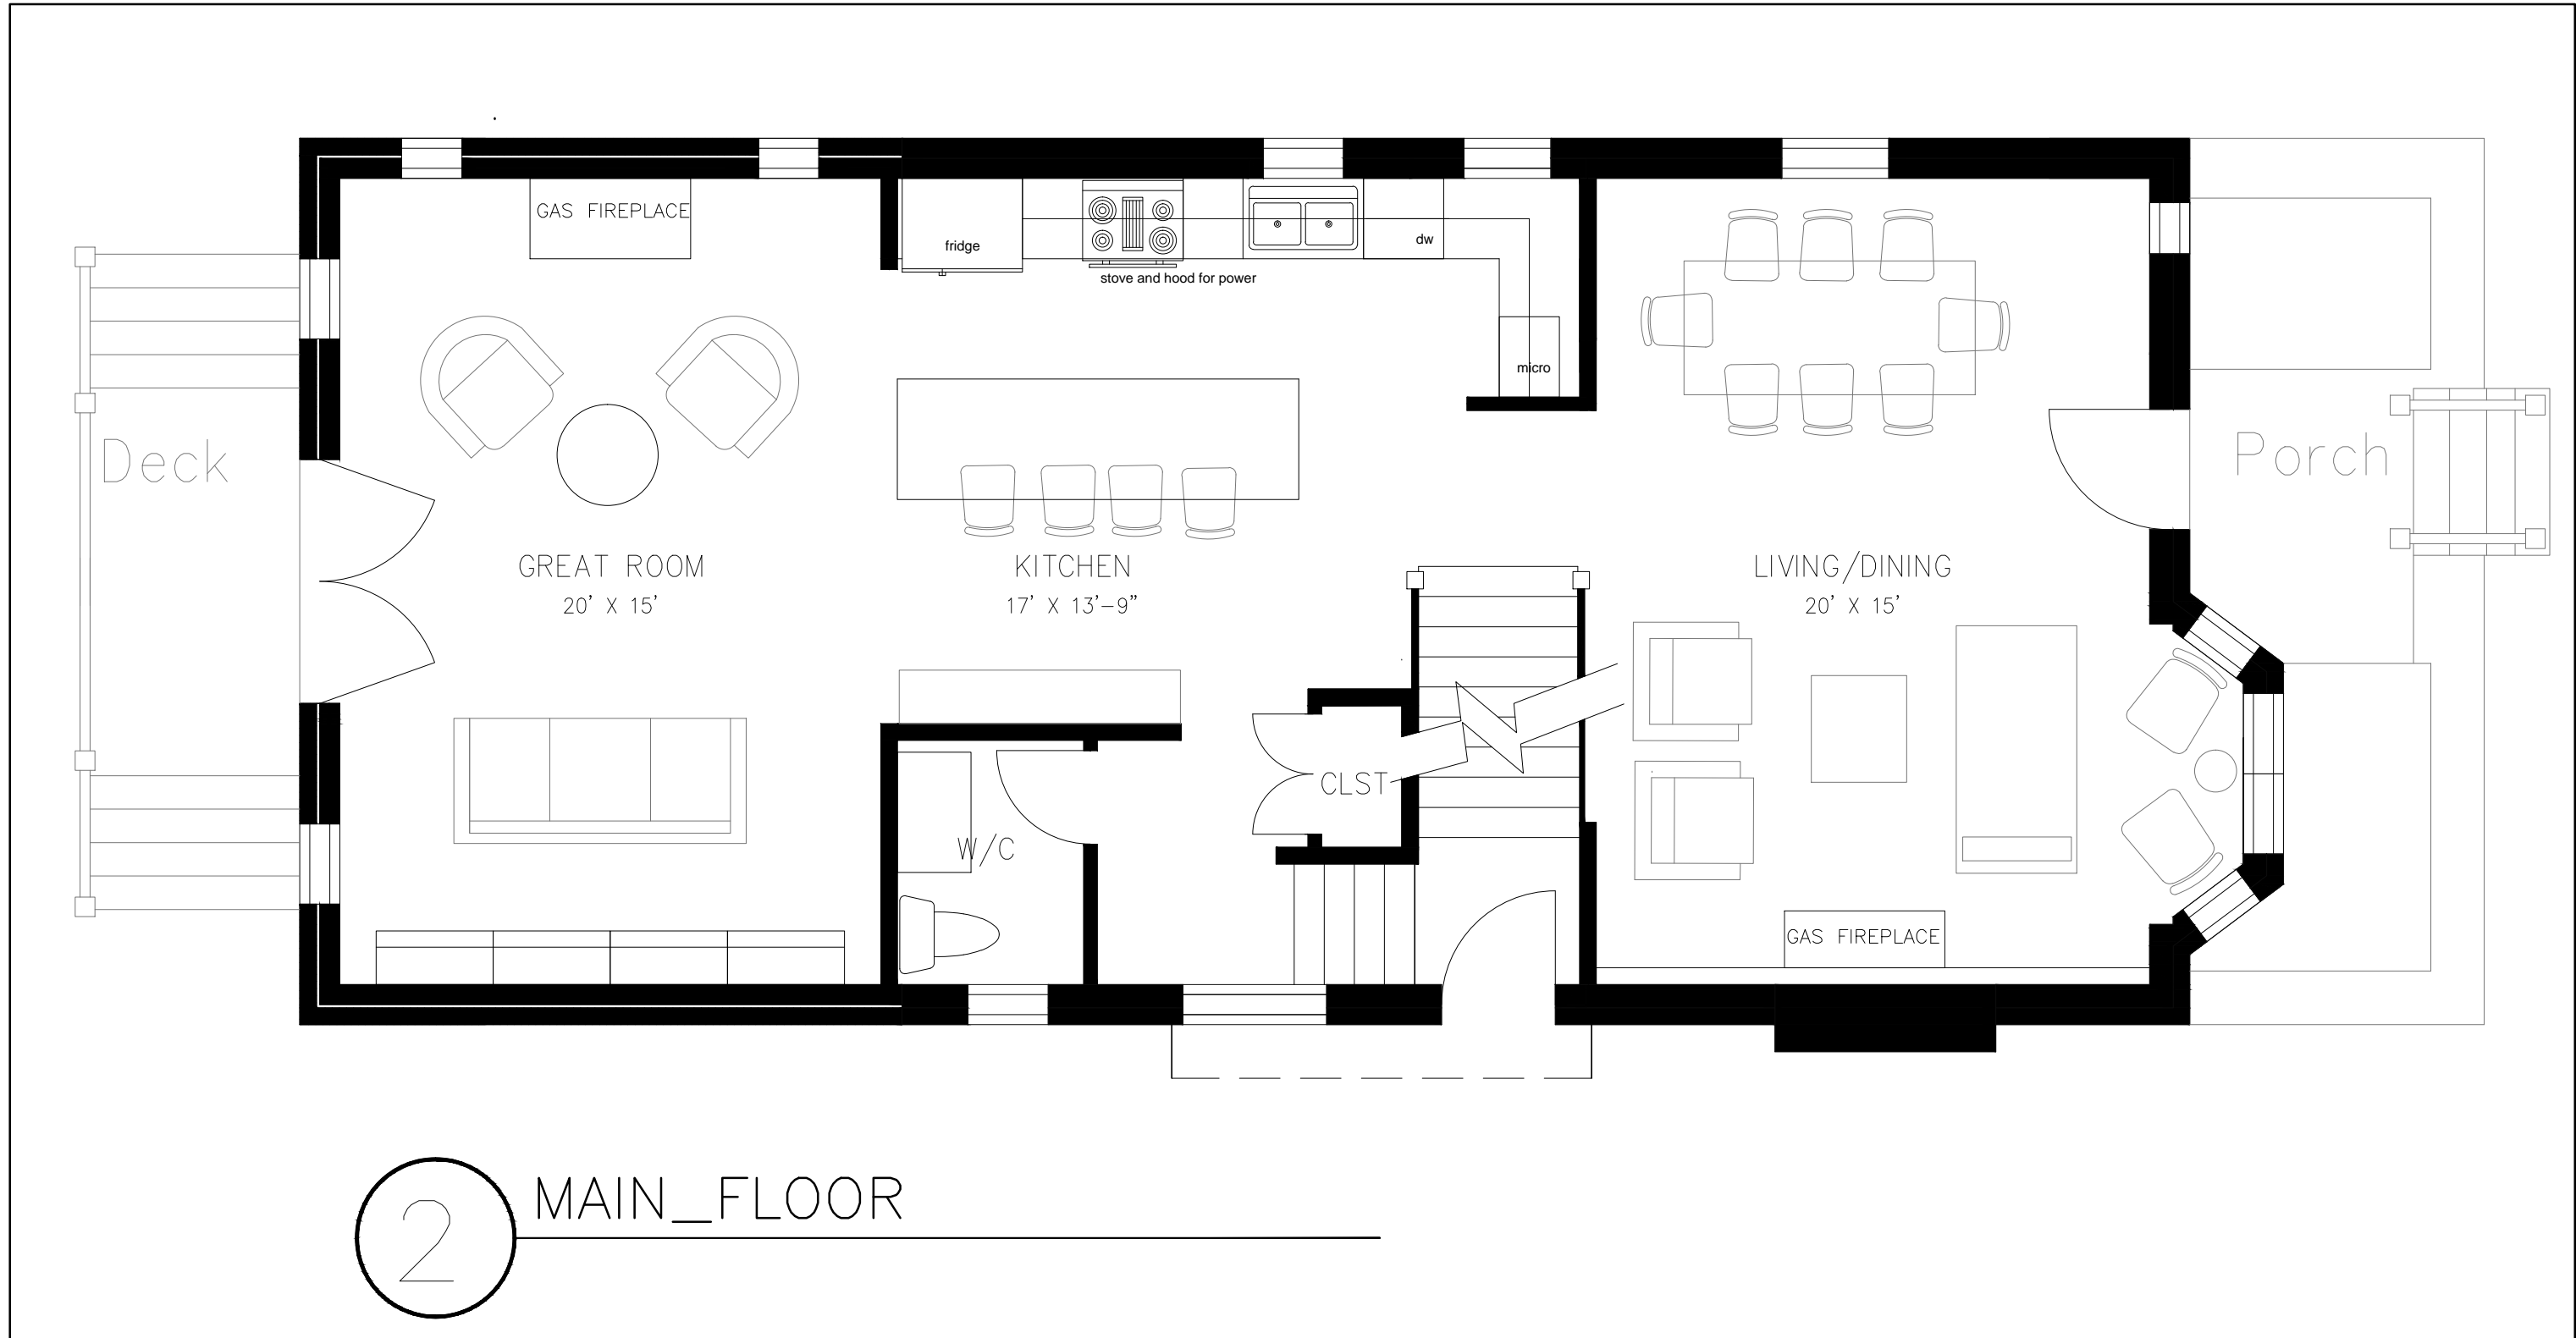 GAS FIREPLACE
fridge
dw
stove and hood for power
micro
Deck
Porch
GREAT ROOM
20' X 15'
KITCHEN
17' X 13'-9"
LIVING/DINING
20' X 15'
CLST
W/C
GAS FIREPLACE
2
MAIN_FLOOR